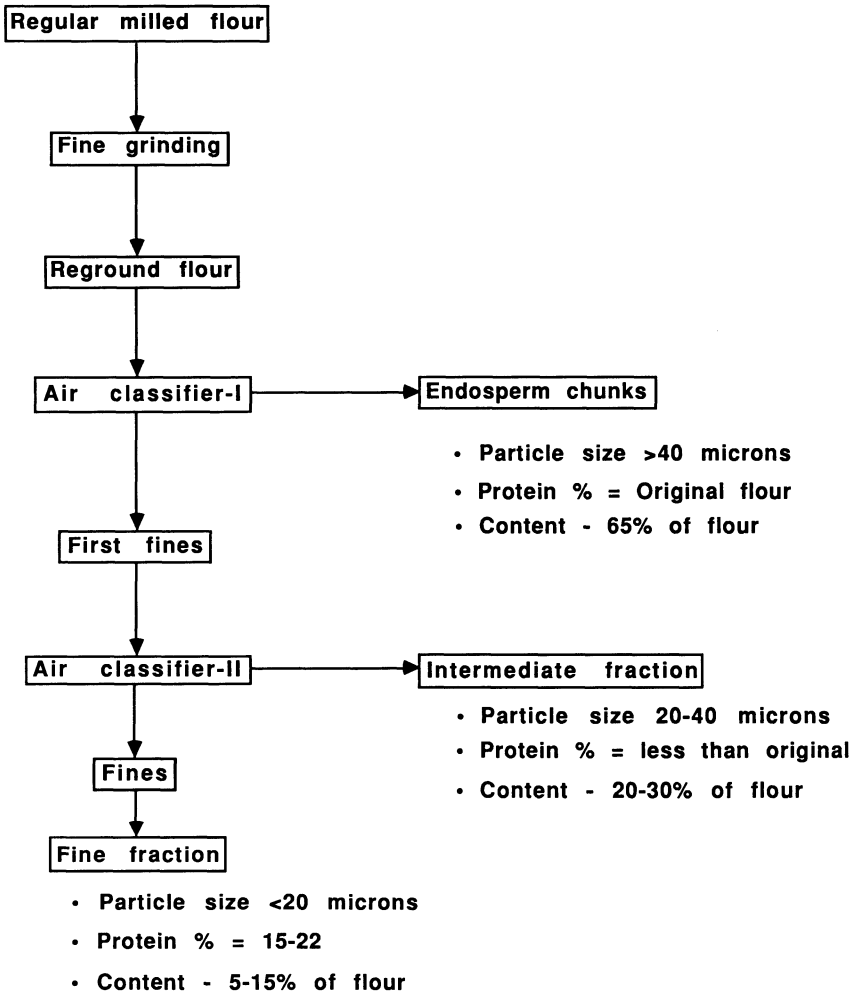 Regular milled flour
Fine grinding
Reground flour
Air classifier-I
Endosperm chunks
• Particle size >40 microns
• Protein % = Original flour
• Content - 65% of flour
First fines
Air classifier-II
Intermediate fraction
• Particle size 20-40 microns
• Protein % = less than original
• Content - 20-30% of flour
Fines
Fine fraction
• Particle size <20 microns
• Protein % = 15-22
• Content - 5-15% of flour